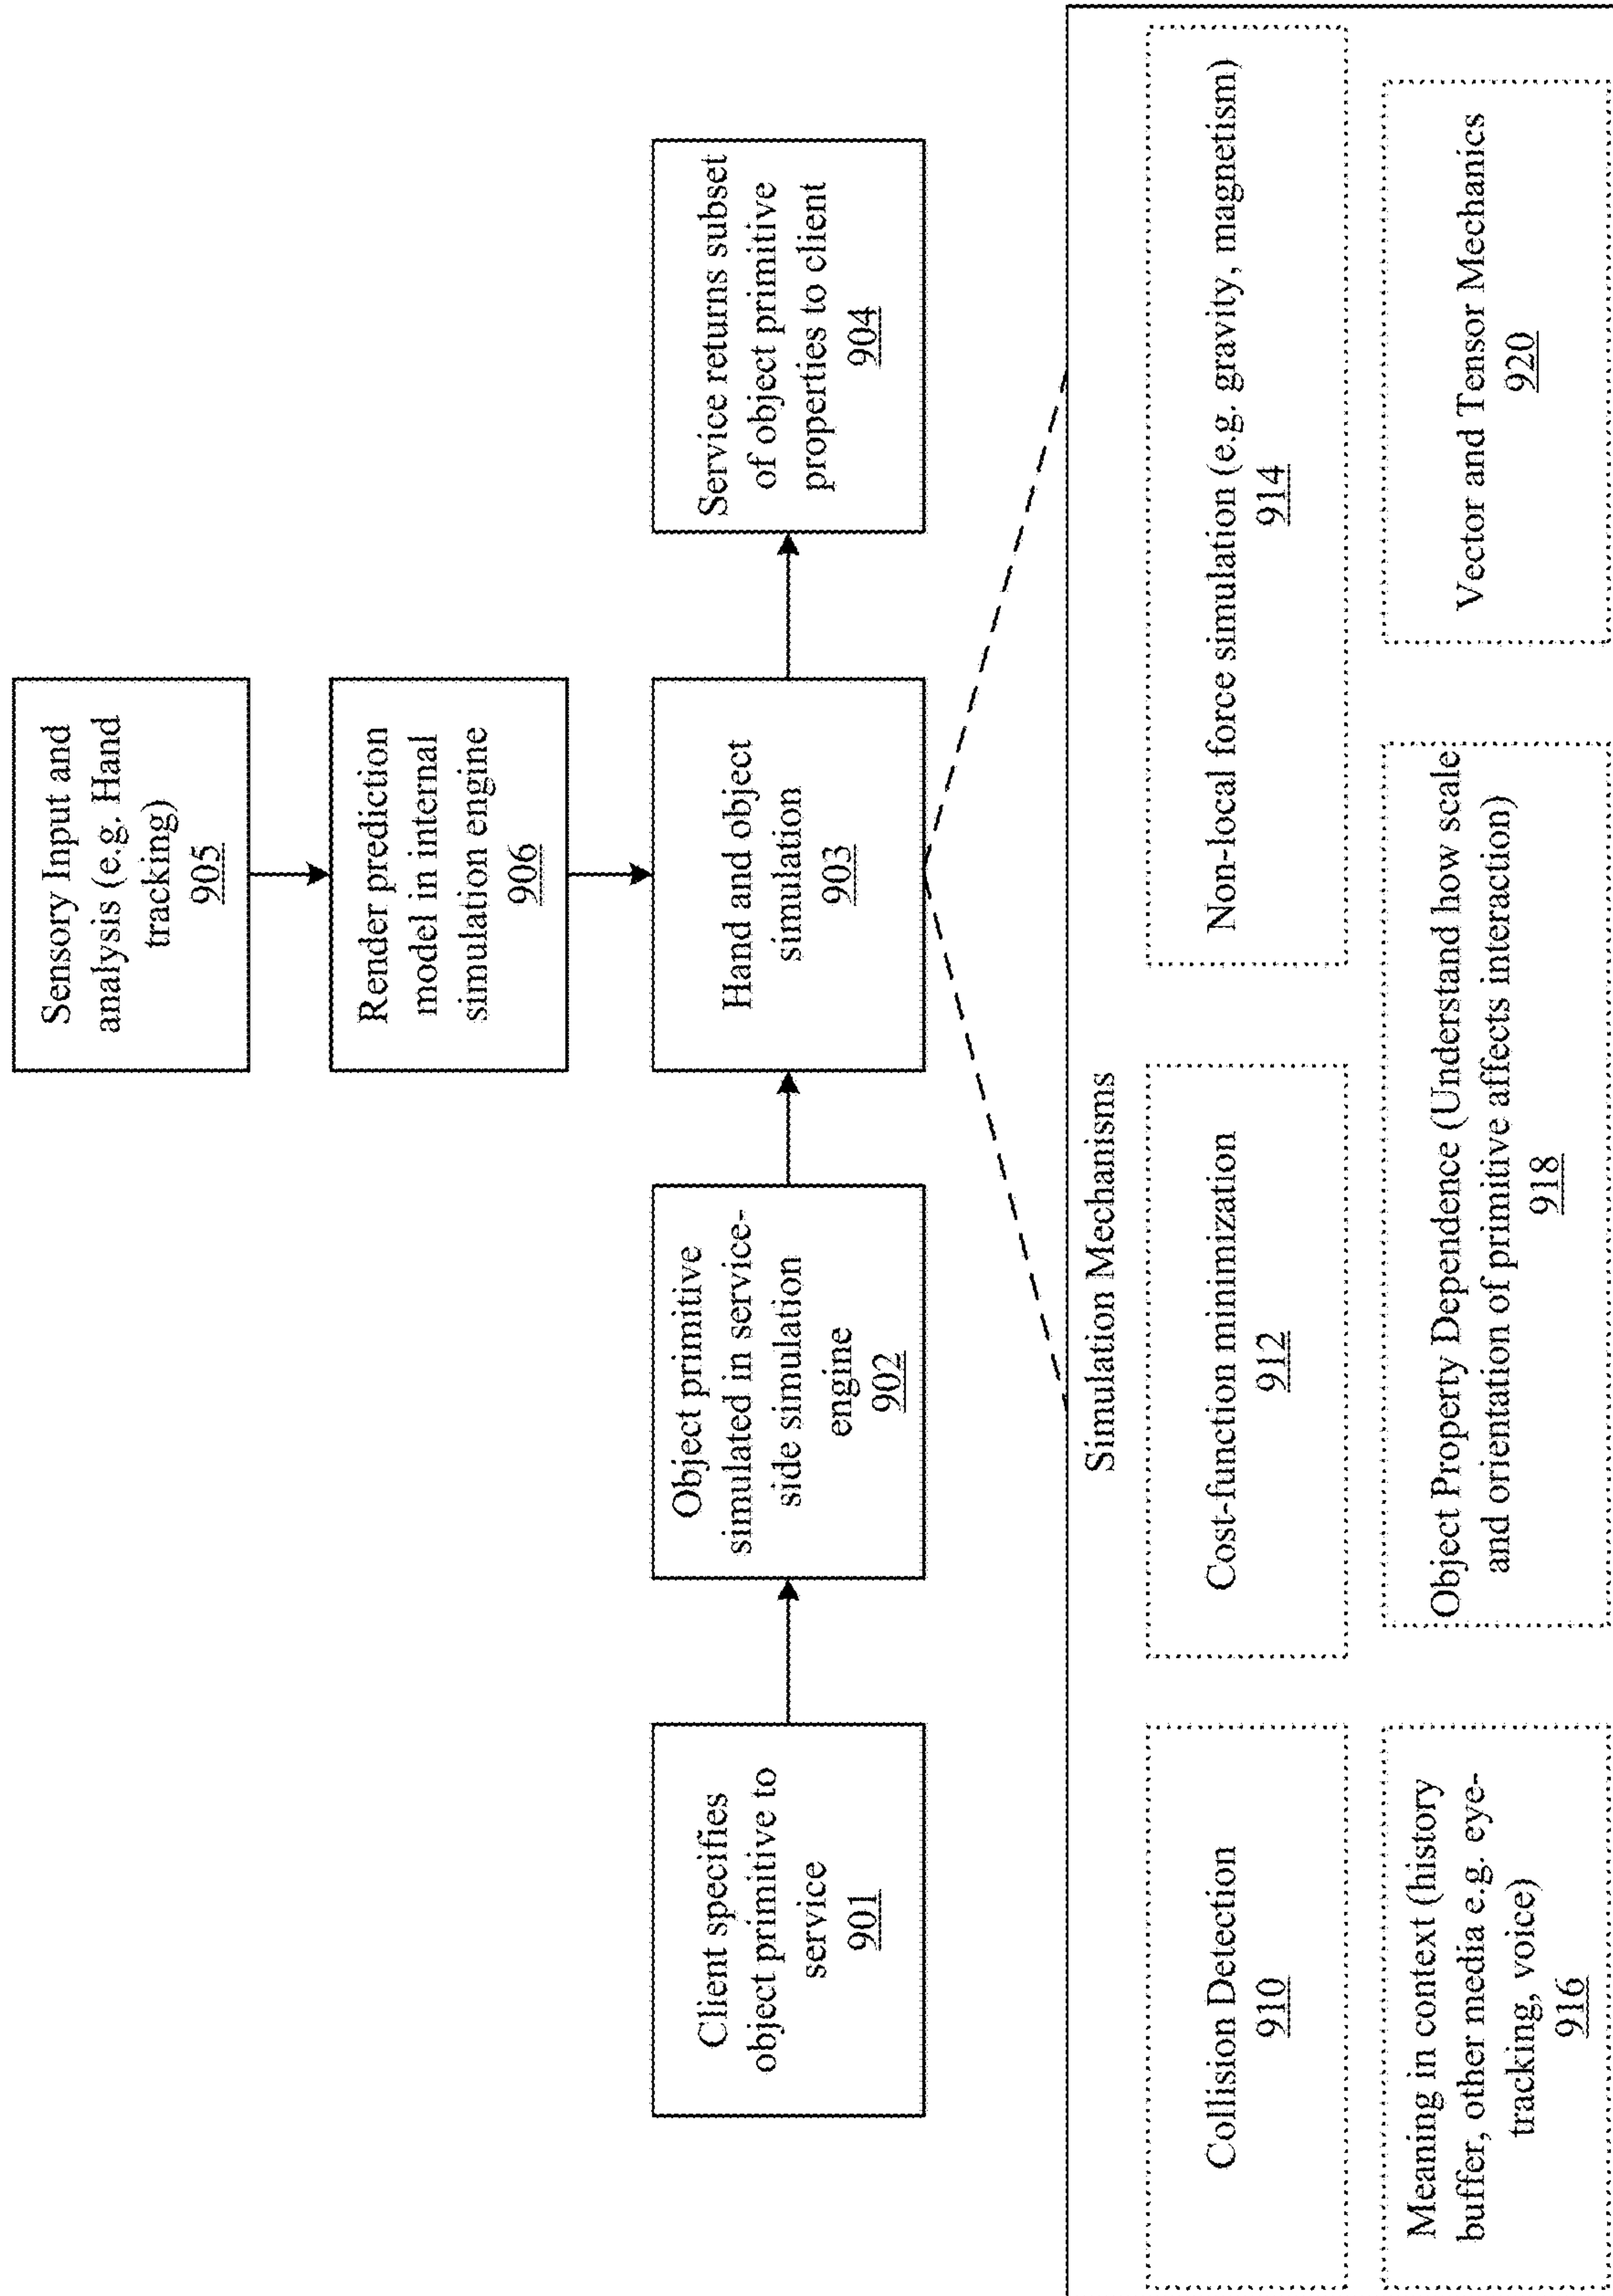 Sensory Input and
analysis (e.g. Hand
tracking)
905
Render prediction
model in internal
simulation engine
906
Client specifies
object primitive to
service
901
Object primitive
simulated in service-
side simulation
engine
902
Hand and object
simulation
903
Service returns subset
of object primitive
properties to client
904
Simulation Mechanisms
Collision Detection
910
Cost-function minimization
912
Non-local force simulation (e.g. gravity, magnetism)
914
Meaning in context (history
buffer, other media e.g. eye-
tracking, voice)
916
Object Property Dependence (Understand how scale
and orientation of primitive affects interaction)
918
Vector and Tensor Mechanics
920